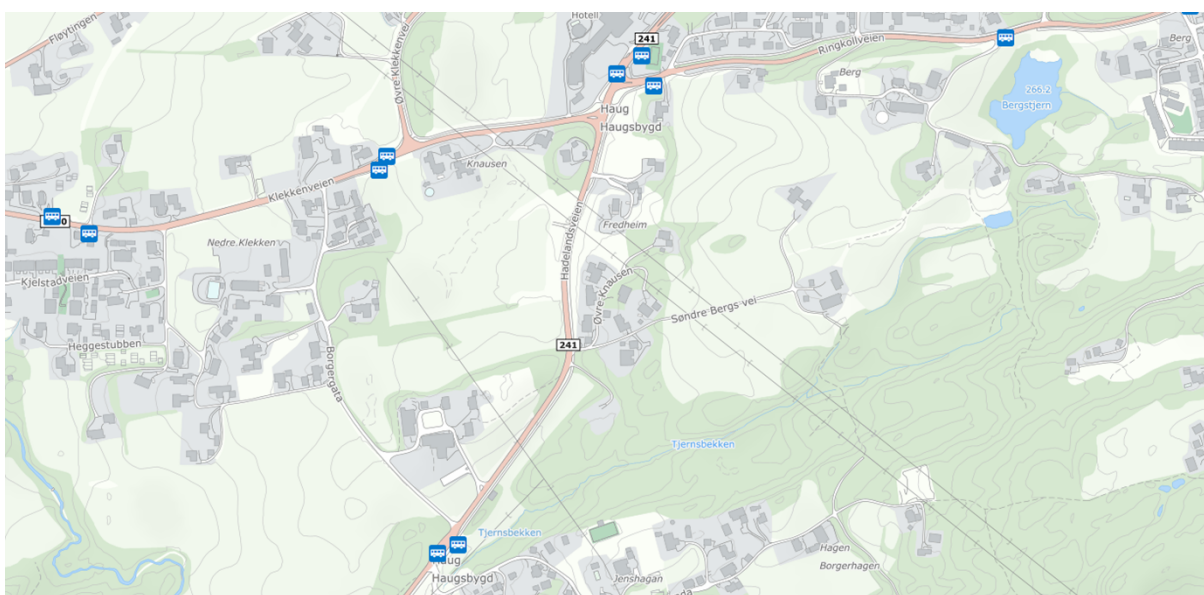 Hotell
Fløytingen
241
Berg
Ringkollveien
Øvre Klekkenvei
Berg
266.2
Bergstjern
Haug
Haugsbygd
Knausen
Klekkenveien
Fredheim
Nedre Klekken
Hadelandsveien
Kjelstadveien
Øvre Knausen
Søndre Bergs vei
Heggestubben
241
Borgergata
Tjernsbekken
Tjernsbekken
Haug
Haugsbygd
Hagen
Borgerhagen
Jenshagan